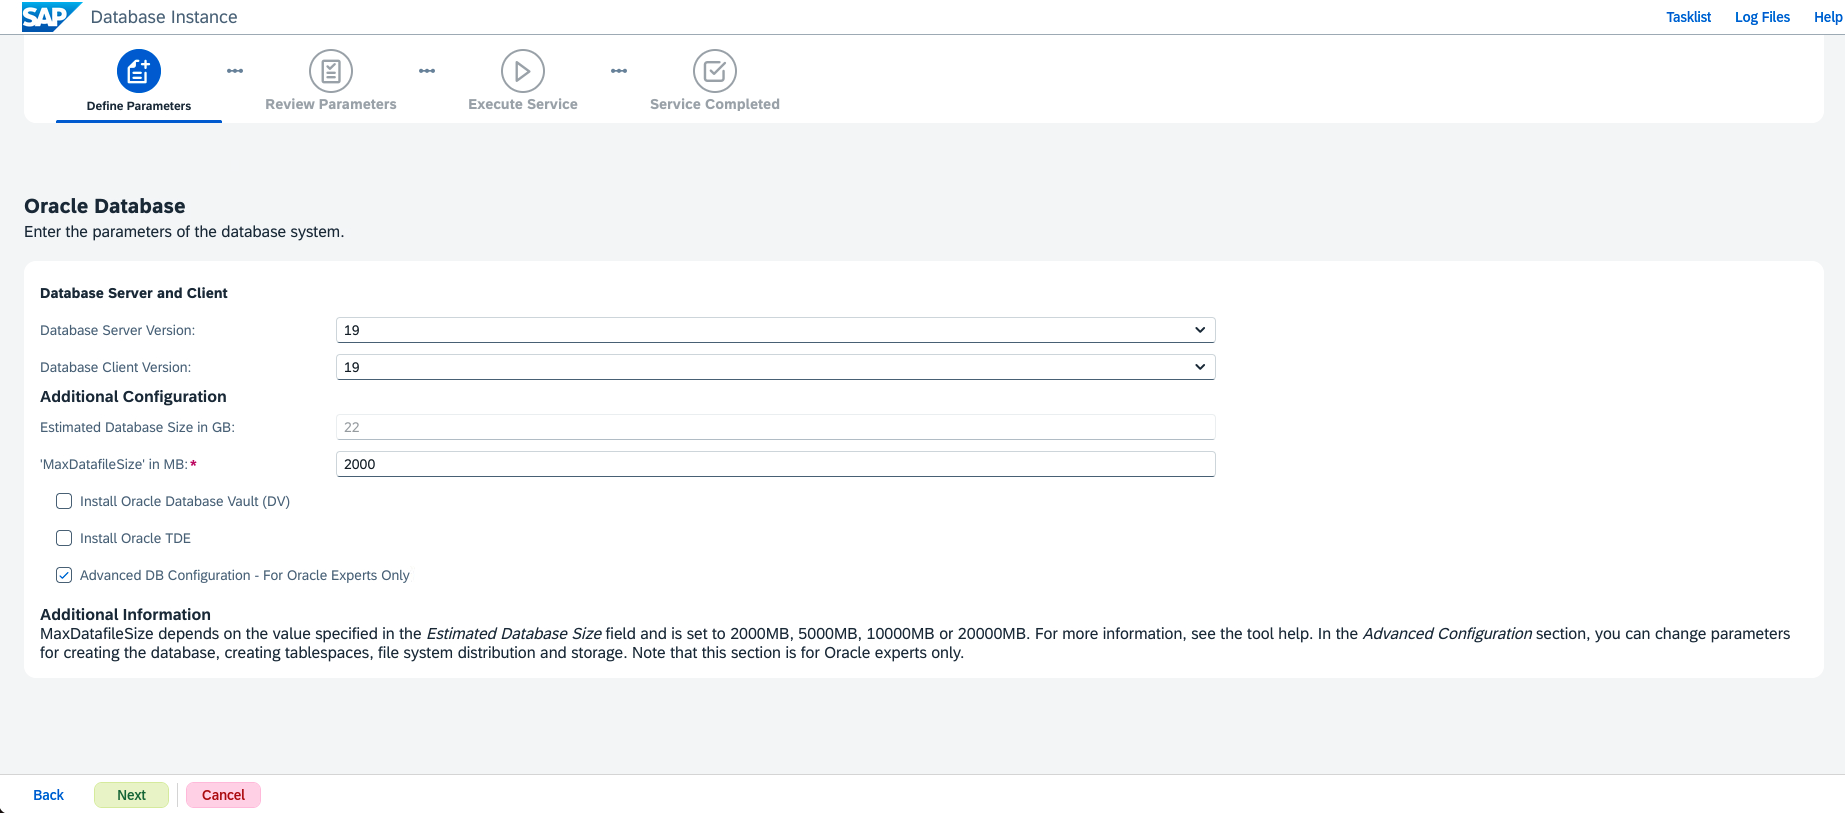 SAP Database Instance Tasklist Log Files Help
Define Parameters Review Parameters Execute Service Service Completed
Oracle Database
Enter the parameters of the database system.
Database Server and Client
Database Server Version: 19
Database Client Version: 19
Additional Configuration
Estimated Database Size in GB: 22
'MaxDatafileSize' in MB:* 2000
Install Oracle Database Vault (DV)
Install Oracle TDE
Advanced DB Configuration - For Oracle Experts Only
Additional Information
MaxDatafileSize depends on the value specified in the Estimated Database Size field and is set to 2000MB, 5000MB, 10000MB or 20000MB. For more information, see the tool help. In the Advanced Configuration section, you can change parameters
for creating the database, creating tablespaces, file system distribution and storage. Note that this section is for Oracle experts only.
Back Next Cancel